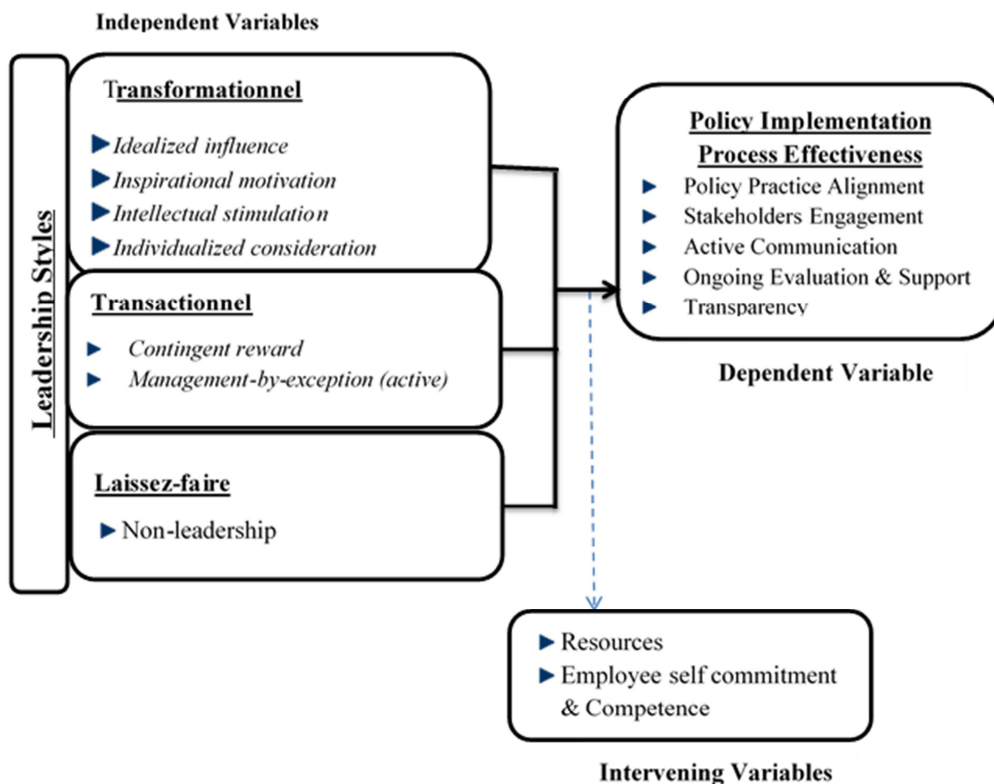 Independent Variables
Leadership Styles
Transformationnel
Idealized influence
Inspirational motivation
Intellectual stimulation
Individualized consideration
Transactionnel
Contingent reward
Management-by-exception (active)
Laissez-faire
Non-leadership
Policy Implementation
Process Effectiveness
Policy Practice Alignment
Stakeholders Engagement
Active Communication
Ongoing Evaluation & Support
Transparency
Dependent Variable
Resources
Employee self commitment
& Competence
Intervening Variables